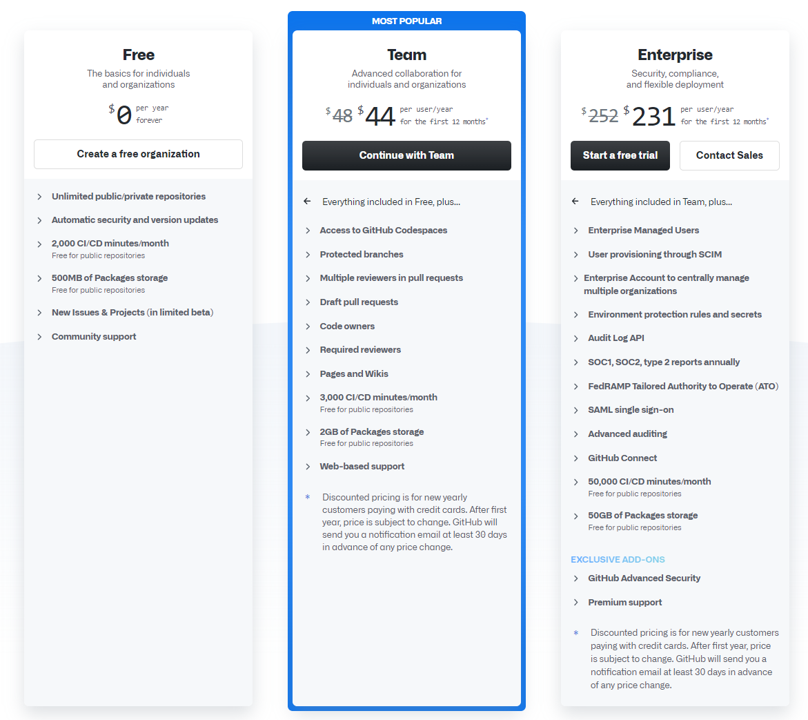 MOST POPULAR
Free
The basics for individuals
and organizations
$0 per year
forever
Create a free organization
Unlimited public/private repositories
Automatic security and version updates
2,000 CI/CD minutes/month
Free for public repositories
500MB of Packages storage
Free for public repositories
New Issues & Projects (in limited beta)
Community support
Team
Advanced collaboration for
individuals and organizations
$48 $44 per user/year
for the first 12 months*
Continue with Team
← Everything included in Free, plus...
Access to GitHub Codespaces
Protected branches
Multiple reviewers in pull requests
Draft pull requests
Code owners
Required reviewers
Pages and Wikis
3,000 CI/CD minutes/month
Free for public repositories
2GB of Packages storage
Free for public repositories
Web-based support
* Discounted pricing is for new yearly
customers paying with credit cards. After first
year, price is subject to change. GitHub will
send you a notification email at least 30 days
in advance of any price change.
Enterprise
Security, compliance,
and flexible deployment
$252 $231 per user/year
for the first 12 months*
Start a free trial
Contact Sales
← Everything included in Team, plus...
Enterprise Managed Users
User provisioning through SCIM
Enterprise Account to centrally manage
multiple organizations
Environment protection rules and secrets
Audit Log API
SOC1, SOC2, type 2 reports annually
FedRAMP Tailored Authority to Operate (ATO)
SAML single sign-on
Advanced auditing
GitHub Connect
50,000 CI/CD minutes/month
Free for public repositories
50GB of Packages storage
Free for public repositories
EXCLUSIVE ADD-ONS
GitHub Advanced Security
Premium support
* Discounted pricing is for new yearly customers
paying with credit cards. After first year, price
is subject to change. GitHub will send you a
notification email at least 30 days in advance
of any price change.